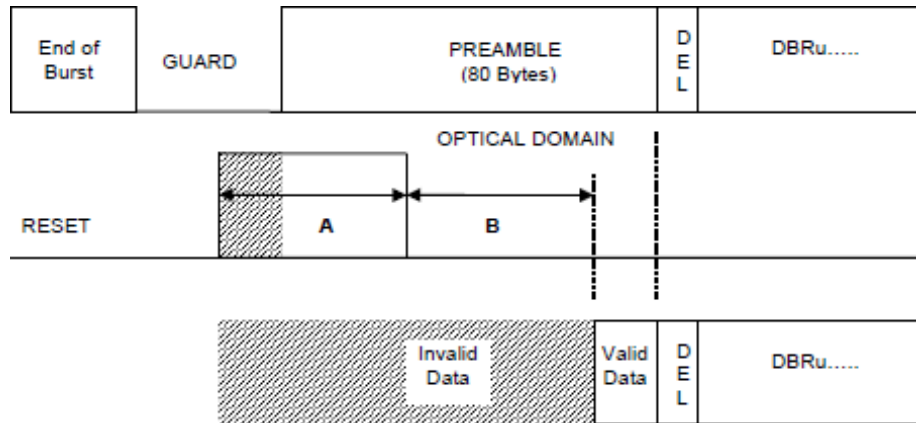 End of
Burst
GUARD
PREAMBLE
(80 Bytes)
D
E
L
DBRu.....
OPTICAL DOMAIN
RESET
A
B
Invalid
Data
Valid
Data
D
E
L
DBRu.....